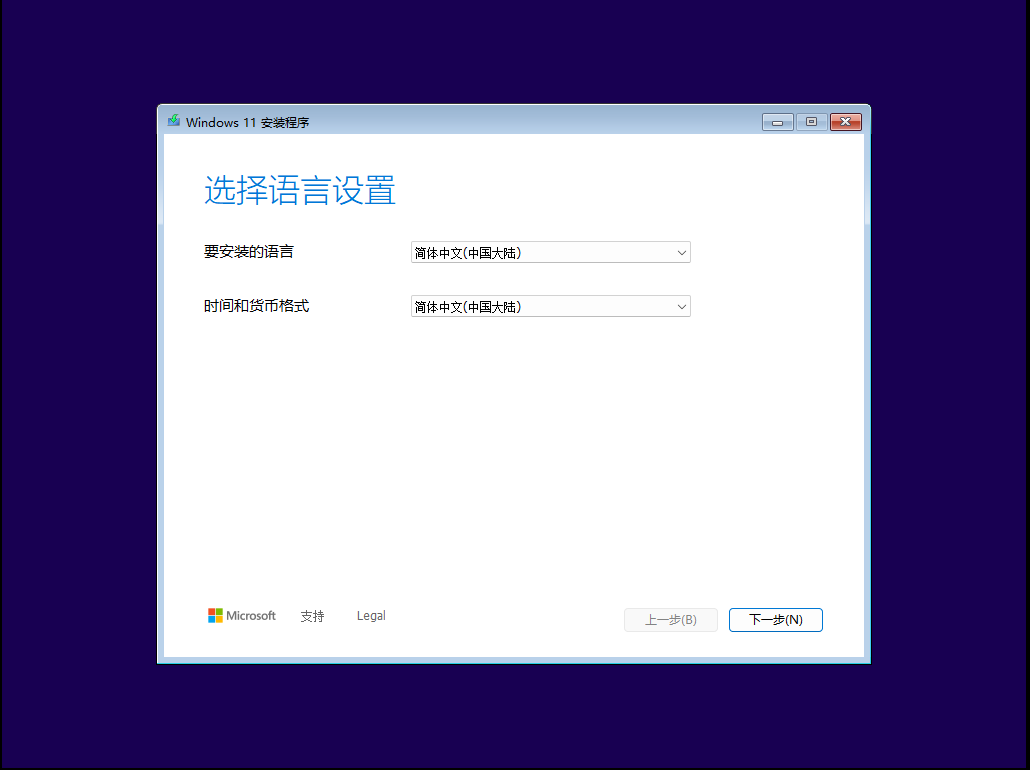 Windows 11 安装程序
选择语言设置
要安装的语言
简体中文(中国大陆)
时间和货币格式
简体中文(中国大陆)
Microsoft
支持
Legal
上一步(B)
下一步(N)